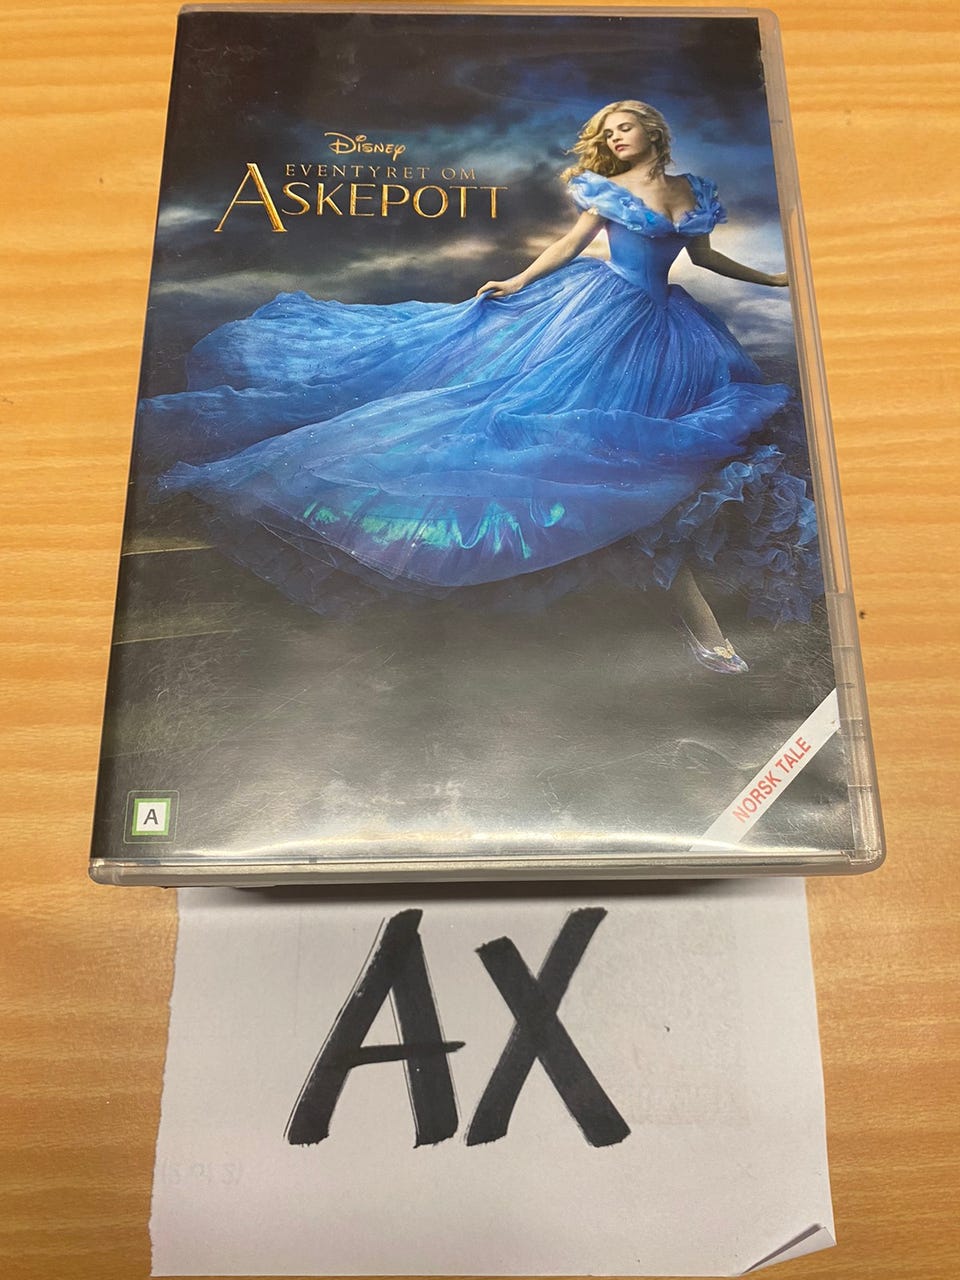 Disney
EVENTYRET OM
ASKEPOTT
NORSK TALE
A
AX